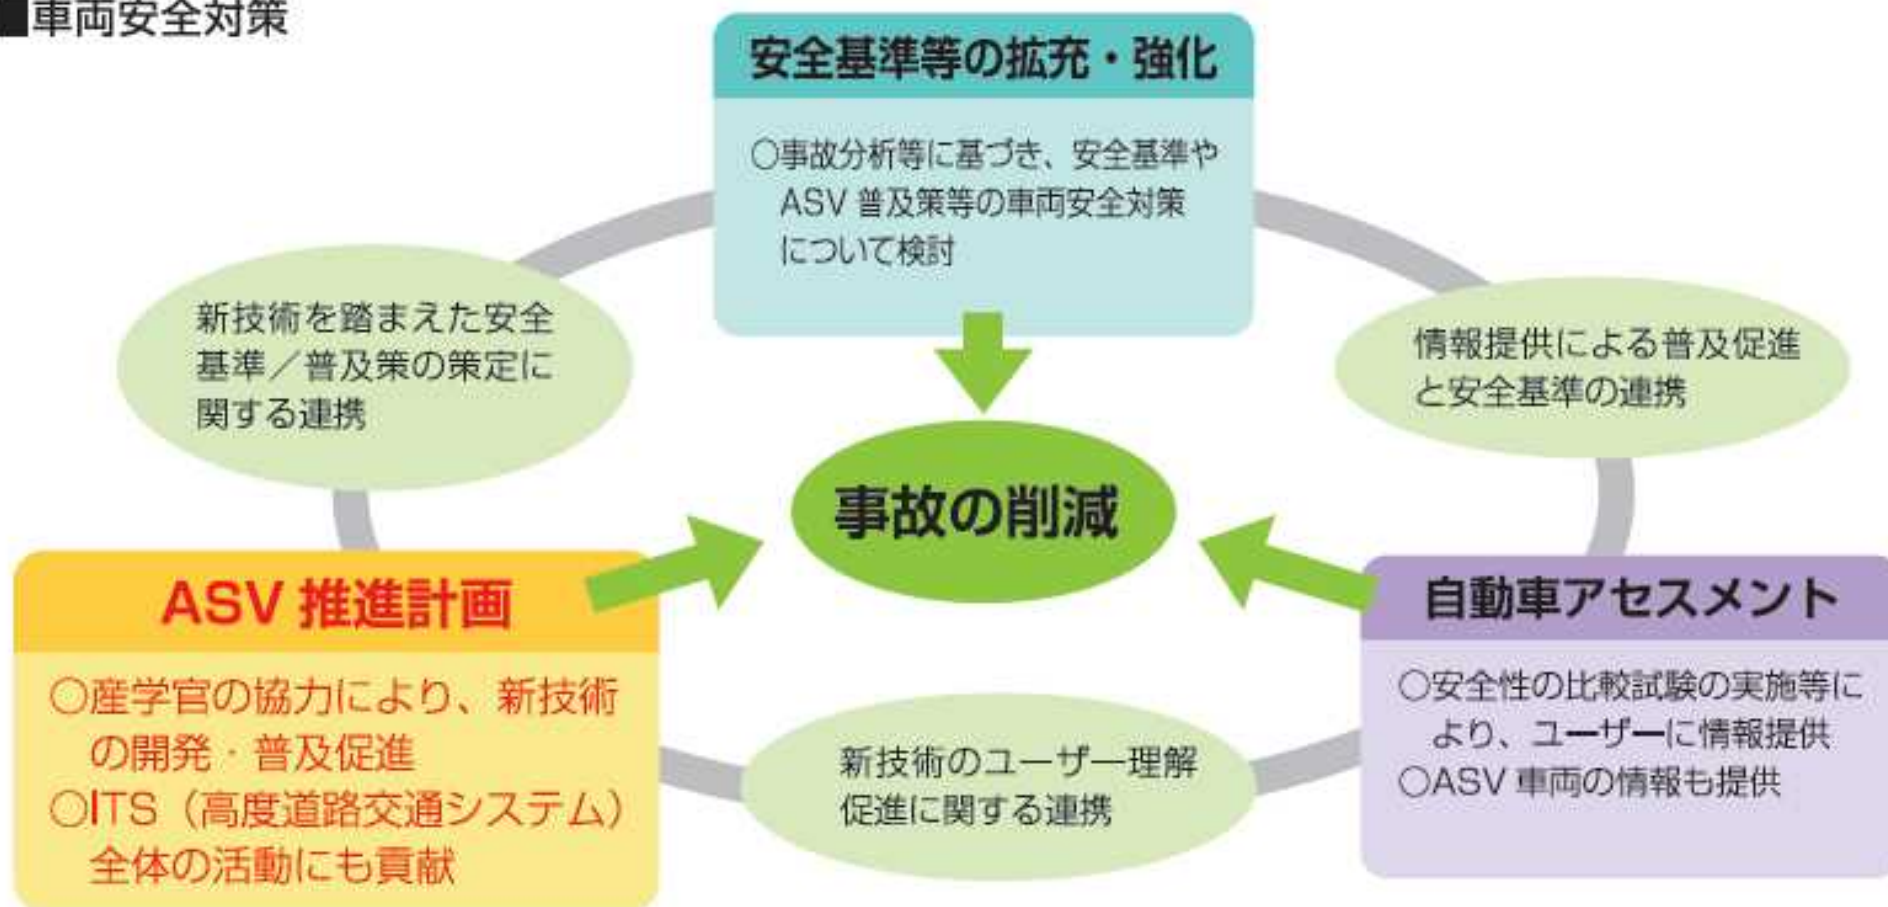 ■車両安全対策
安全基準等の拡充・強化
○事故分析等に基づき、安全基準や
ASV 普及策等の車両安全対策
について検討
新技術を踏まえた安全
基準／普及策の策定に
関する連携
情報提供による普及促進
と安全基準の連携
事故の削減
ASV 推進計画
○産学官の協力により、新技術
の開発・普及促進
○ITS（高度道路交通システム）
全体の活動にも貢献
新技術のユーザー理解
促進に関する連携
自動車アセスメント
○安全性の比較試験の実施等に
より、ユーザーに情報提供
○ASV 車両の情報も提供